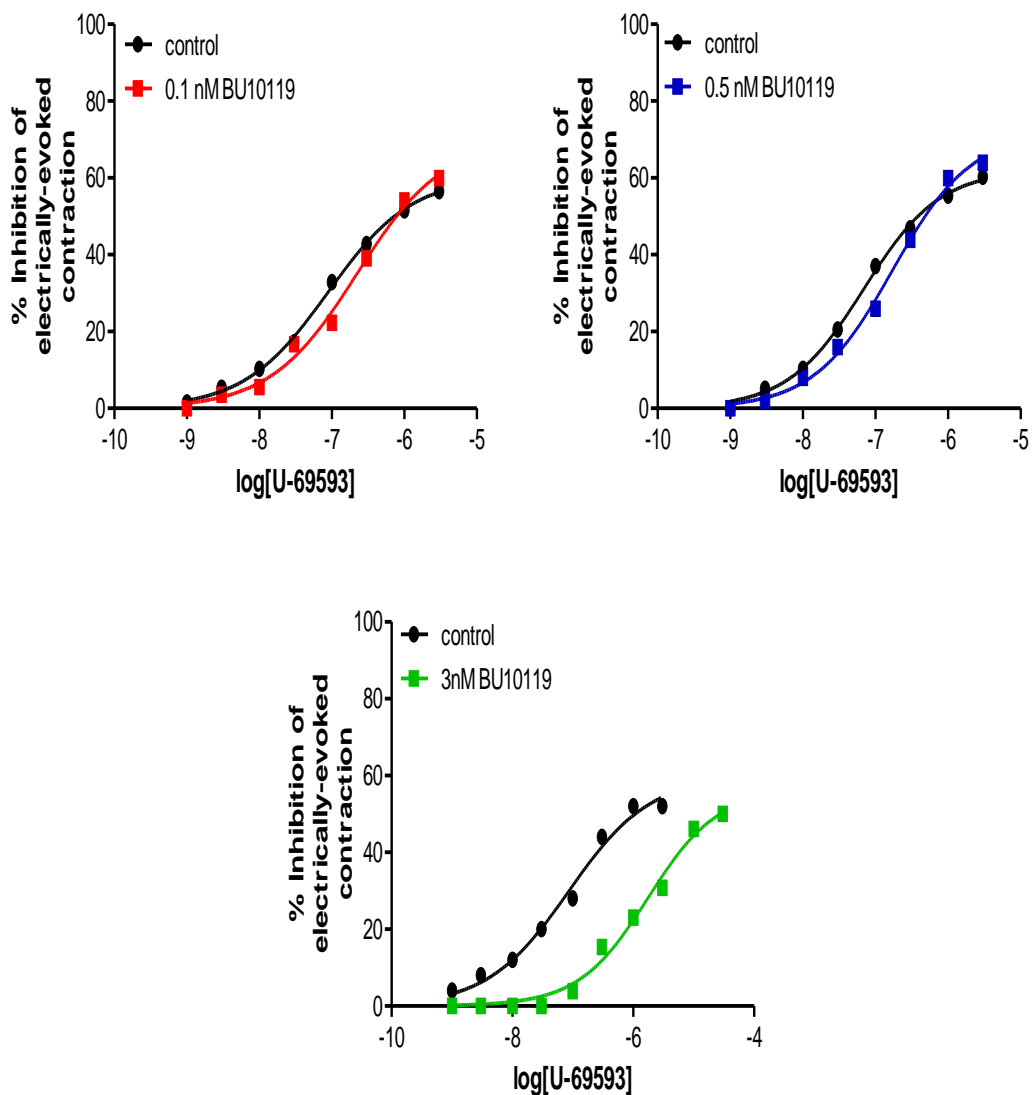 % Inhibition of
electrically-evoked
contraction
100
80
60
40
20
0
control
0.1 nM BU10119
-10
-9
-8
-7
-6
-5
log[U-69593]
% Inhibition of
electrically-evoked
contraction
100
80
60
40
20
0
control
0.5 nM BU10119
-10
-9
-8
-7
-6
-5
log[U-69593]
% Inhibition of
electrically-evoked
contraction
100
80
60
40
20
0
control
3nM BU10119
-10
-8
-6
-4
log[U-69593]